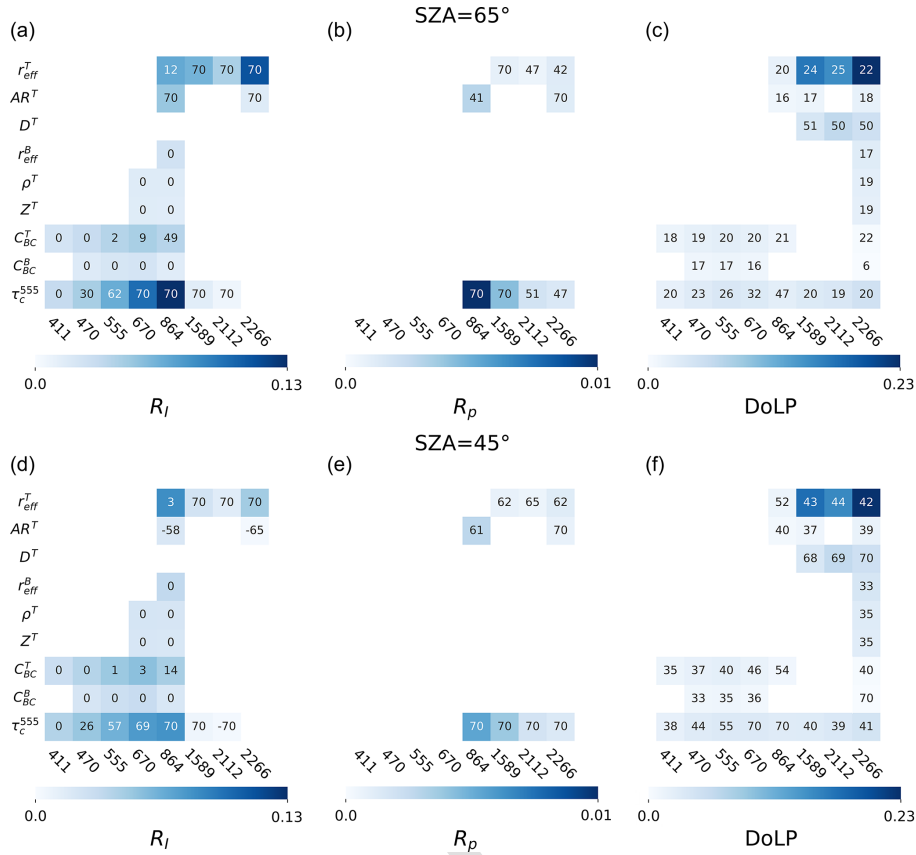 SZA=65°
(a) (b) (c)
r_eff^T 12 70 70 70 70 47 42 20 24 25 22
AR^T 70 70 41 70 16 17 18
D^T 51 50 50
r_eff^B 0 17
ρ^T 0 0 19
Z^T 0 0 19
C_BC^T 0 0 2 9 49 18 19 20 20 21 22
C_BC^B 0 0 0 0 17 17 16 6
τ_c^555 0 30 62 70 70 70 70 70 70 51 47 20 23 26 32 47 20 19 20
411 470 555 670 864 1589 2112 2266 411 470 555 670 864 1589 2112 2266 411 470 555 670 864 1589 2112 2266
0.0 0.13 0.0 0.01 0.0 0.23
R_I R_p DoLP
SZA=45°
(d) (e) (f)
r_eff^T 3 70 70 70 62 65 62 52 43 44 42
AR^T -58 -65 61 70 40 37 39
D^T 68 69 70
r_eff^B 0 33
ρ^T 0 0 35
Z^T 0 0 35
C_BC^T 0 0 1 3 14 35 37 40 46 54 40
C_BC^B 0 0 0 0 33 35 36 70
τ_c^555 0 26 57 69 70 70 -70 70 70 70 70 38 44 55 70 70 40 39 41
411 470 555 670 864 1589 2112 2266 411 470 555 670 864 1589 2112 2266 411 470 555 670 864 1589 2112 2266
0.0 0.13 0.0 0.01 0.0 0.23
R_I R_p DoLP